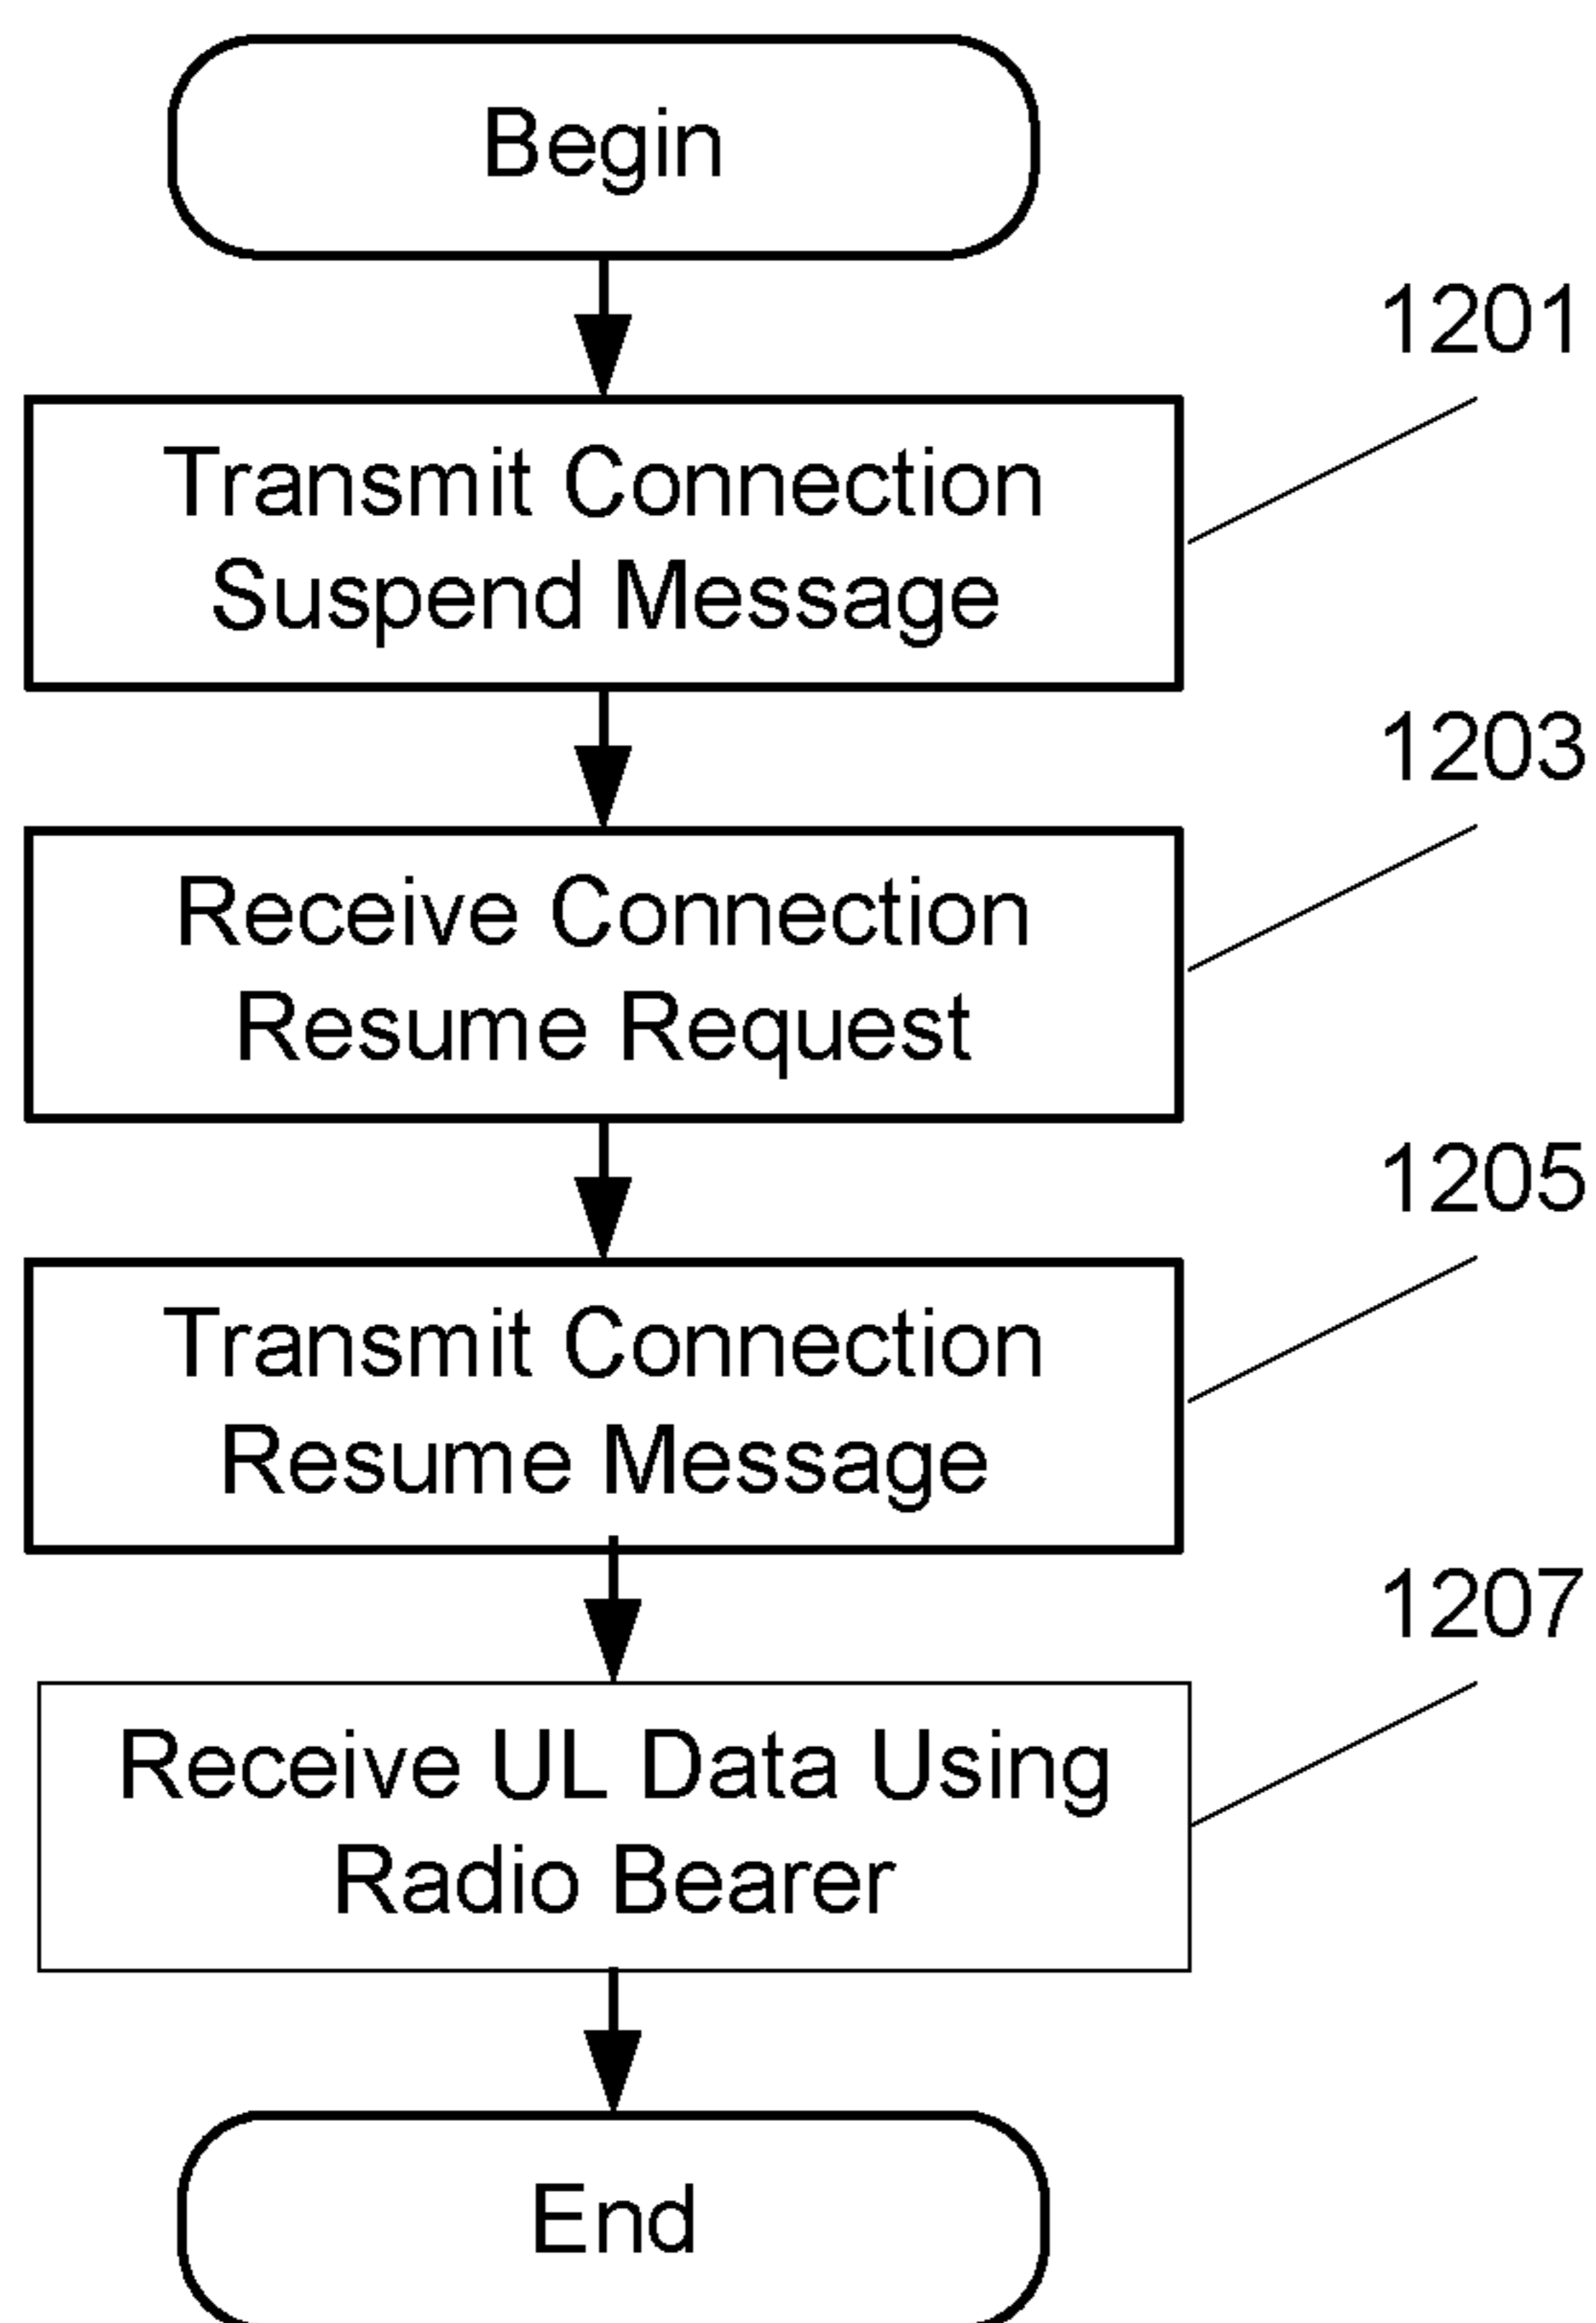 Begin
1201
Transmit Connection
Suspend Message
1203
Receive Connection
Resume Request
1205
Transmit Connection
Resume Message
1207
Receive UL Data Using
Radio Bearer
End